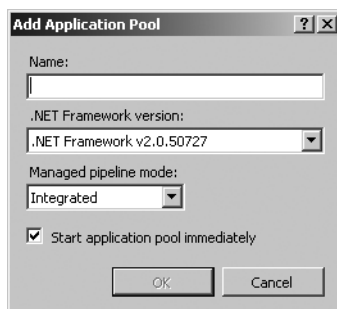 Add Application Pool
Name:
.NET Framework version:
.NET Framework v2.0.50727
Managed pipeline mode:
Integrated
Start application pool immediately
OK
Cancel